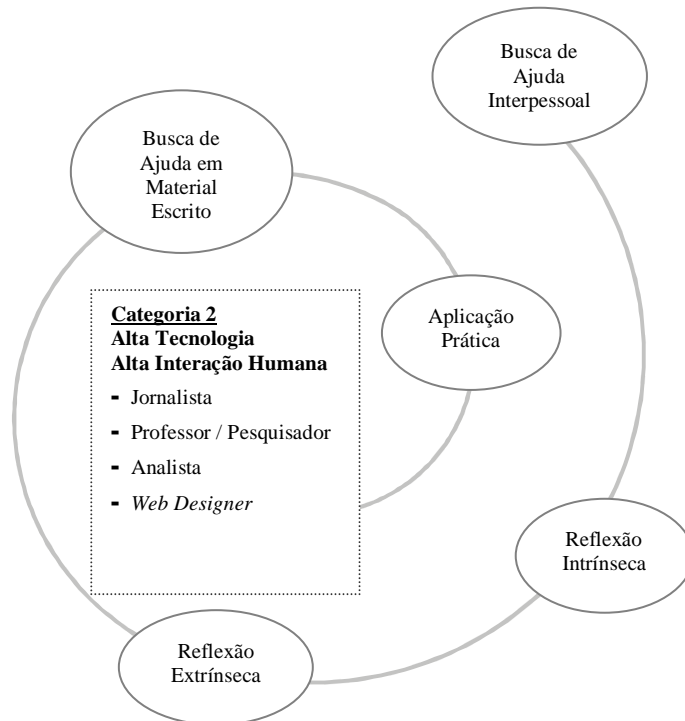 Busca de
Ajuda
Interpessoal
Busca de
Ajuda em
Material
Escrito
Categoria 2
Alta Tecnologia
Alta Interação Humana
- Jornalista
- Professor / Pesquisador
- Analista
- Web Designer
Aplicação
Prática
Reflexão
Intrínseca
Reflexão
Extrínseca